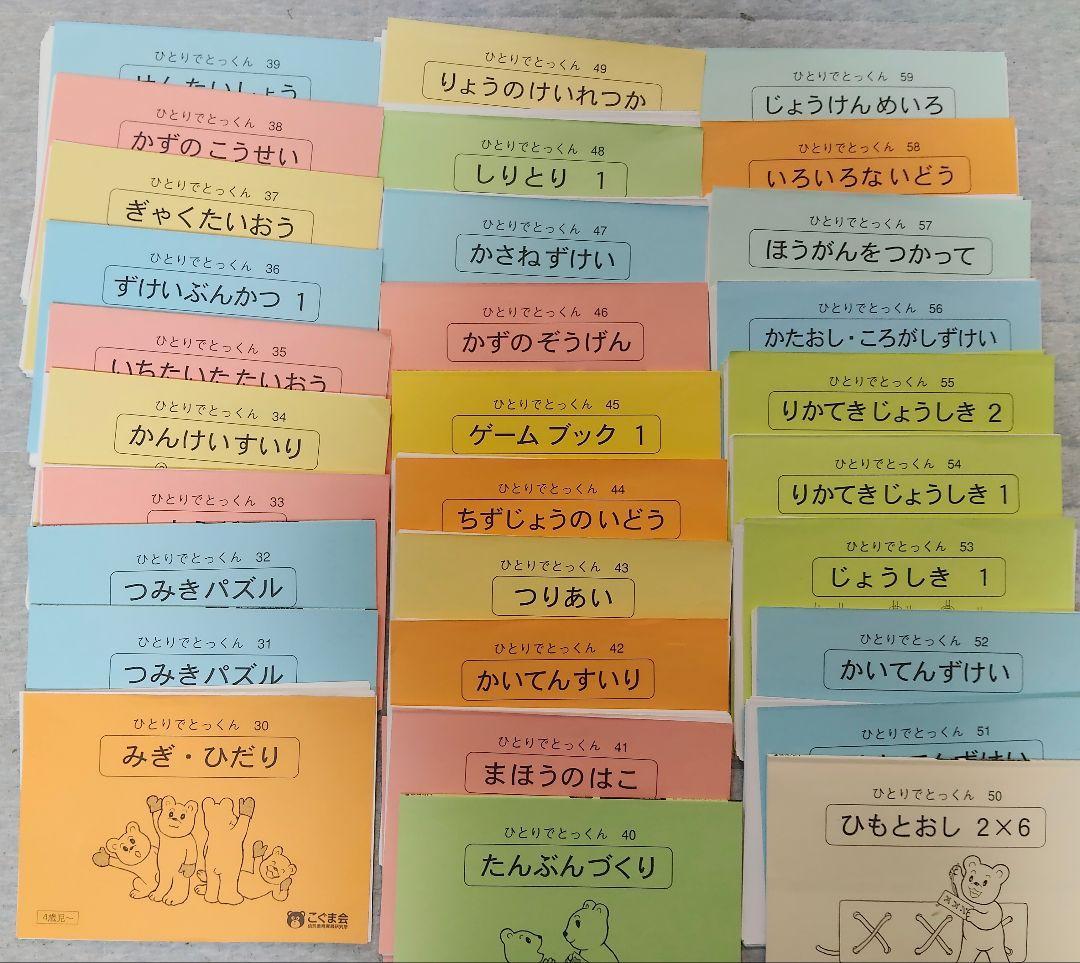 ひとりでとっくん 39
せんたいしょう
ひとりでとっくん 38
かずのこうせい
ひとりでとっくん 37
ぎゃくたいおう
ひとりでとっくん 36
ずけいぶんかつ 1
ひとりでとっくん 35
いちたいた たいおう
ひとりでとっくん 34
かんけいすいり
ひとりでとっくん 33
ひとりでとっくん 32
つみきパズル
ひとりでとっくん 31
つみきパズル
ひとりでとっくん 30
みぎ・ひだり
4歳児～
こぐま会
ひとりでとっくん 49
りょうのけいれつか
ひとりでとっくん 48
しりとり 1
ひとりでとっくん 47
かさねずけい
ひとりでとっくん 46
かずのぞうげん
ひとりでとっくん 45
ゲームブック 1
ひとりでとっくん 44
ちずじょうのいどう
ひとりでとっくん 43
つりあい
ひとりでとっくん 42
かいてんすいり
ひとりでとっくん 41
まほうのはこ
ひとりでとっくん 40
たんぶんづくり
ひとりでとっくん 59
じょうけんめいろ
ひとりでとっくん 58
いろいろないどう
ひとりでとっくん 57
ほうがんをつかって
ひとりでとっくん 56
かたおし・ころがしずけい
ひとりでとっくん 55
りかてきじょうしき 2
ひとりでとっくん 54
りかてきじょうしき 1
ひとりでとっくん 53
じょうしき 1
ひとりでとっくん 52
かいてんずけい
ひとりでとっくん 51
ひとりでとっくん 50
ひもとおし 2×6